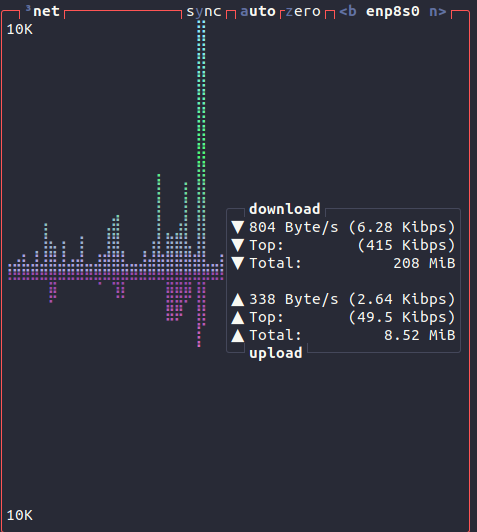 ³net sync auto zero <b enp8s0 n>
10K
download
▼ 804 Byte/s (6.28 Kibps)
▼ Top: (415 Kibps)
▼ Total: 208 MiB
▲ 338 Byte/s (2.64 Kibps)
▲ Top: (49.5 Kibps)
▲ Total: 8.52 MiB
upload
10K